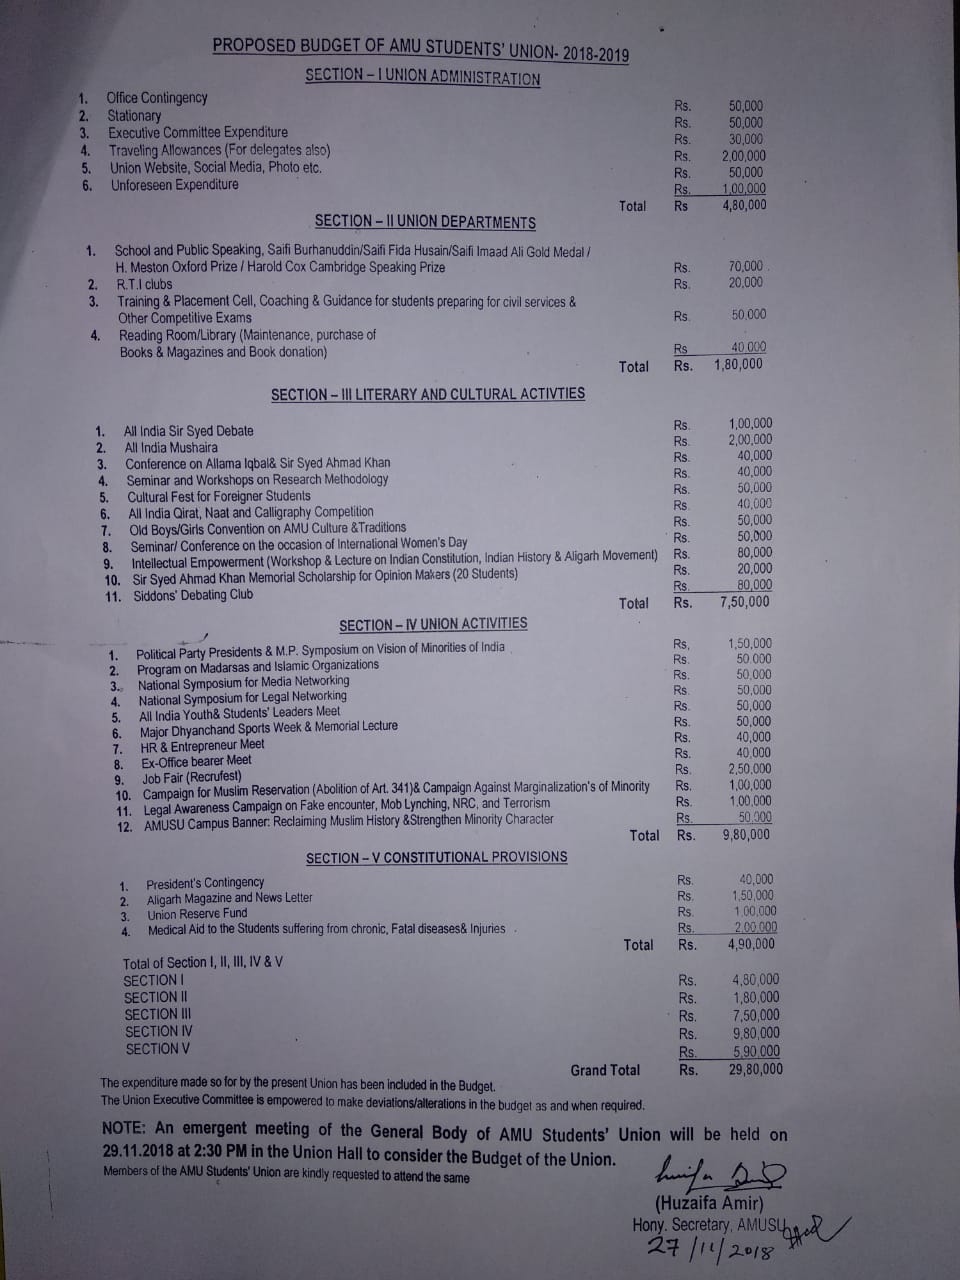 PROPOSED BUDGET OF AMU STUDENTS' UNION- 2018-2019
SECTION – I UNION ADMINISTRATION
1. Office Contingency Rs. 50,000
2. Stationary Rs. 50,000
3. Executive Committee Expenditure Rs. 30,000
4. Traveling Allowances (For delegates also) Rs. 2,00,000
5. Union Website, Social Media, Photo etc. Rs. 50,000
6. Unforeseen Expenditure Rs. 1,00,000
Total Rs 4,80,000
SECTION – II UNION DEPARTMENTS
1. School and Public Speaking, Saifi Burhanuddin/Saifi Fida Husain/Saifi Imaad Ali Gold Medal /
H. Meston Oxford Prize / Harold Cox Cambridge Speaking Prize Rs. 70,000
2. R.T.I clubs Rs. 20,000
3. Training & Placement Cell, Coaching & Guidance for students preparing for civil services &
Other Competitive Exams Rs. 50,000
4. Reading Room/Library (Maintenance, purchase of
Books & Magazines and Book donation) Rs 40,000
Total Rs. 1,80,000
SECTION – III LITERARY AND CULTURAL ACTIVTIES
1. All India Sir Syed Debate Rs. 1,00,000
2. All India Mushaira Rs. 2,00,000
3. Conference on Allama Iqbal& Sir Syed Ahmad Khan Rs. 40,000
4. Seminar and Workshops on Research Methodology Rs. 40,000
5. Cultural Fest for Foreigner Students Rs. 50,000
6. All India Qirat, Naat and Calligraphy Competition Rs. 40,000
7. Old Boys/Girls Convention on AMU Culture &Traditions Rs. 50,000
8. Seminar/ Conference on the occasion of International Women's Day Rs. 50,000
9. Intellectual Empowerment (Workshop & Lecture on Indian Constitution, Indian History & Aligarh Movement) Rs. 80,000
10. Sir Syed Ahmad Khan Memorial Scholarship for Opinion Makers (20 Students) Rs. 20,000
11. Siddons' Debating Club Rs. 80,000
Total Rs. 7,50,000
SECTION – IV UNION ACTIVITIES
1. Political Party Presidents & M.P. Symposium on Vision of Minorities of India Rs, 1,50,000
2. Program on Madarsas and Islamic Organizations Rs. 50,000
3. National Symposium for Media Networking Rs. 50,000
4. National Symposium for Legal Networking Rs. 50,000
5. All India Youth& Students' Leaders Meet Rs. 50,000
6. Major Dhyanchand Sports Week & Memorial Lecture Rs. 50,000
7. HR & Entrepreneur Meet Rs. 40,000
8. Ex-Office bearer Meet Rs. 40,000
9. Job Fair (Recrufest) Rs. 2,50,000
10. Campaign for Muslim Reservation (Abolition of Art. 341)& Campaign Against Marginalization's of Minority Rs. 1,00,000
11. Legal Awareness Campaign on Fake encounter, Mob Lynching, NRC, and Terrorism Rs. 1,00,000
12. AMUSU Campus Banner: Reclaiming Muslim History &Strengthen Minority Character Rs. 50,000
Total Rs. 9,80,000
SECTION – V CONSTITUTIONAL PROVISIONS
1. President's Contingency Rs. 40,000
2. Aligarh Magazine and News Letter Rs. 1,50,000
3. Union Reserve Fund Rs. 1,00,000
4. Medical Aid to the Students suffering from chronic, Fatal diseases& Injuries Rs. 2,00,000
Total Rs. 4,90,000
Total of Section I, II, III, IV & V
SECTION I Rs. 4,80,000
SECTION II Rs. 1,80,000
SECTION III Rs. 7,50,000
SECTION IV Rs. 9,80,000
SECTION V Rs. 5,90,000
Grand Total Rs. 29,80,000
The expenditure made so for by the present Union has been included in the Budget.
The Union Executive Committee is empowered to make deviations/alterations in the budget as and when required.
NOTE: An emergent meeting of the General Body of AMU Students' Union will be held on
29.11.2018 at 2:30 PM in the Union Hall to consider the Budget of the Union.
Members of the AMU Students' Union are kindly requested to attend the same
(Huzaifa Amir)
Hony. Secretary, AMUSU
27/11/2018